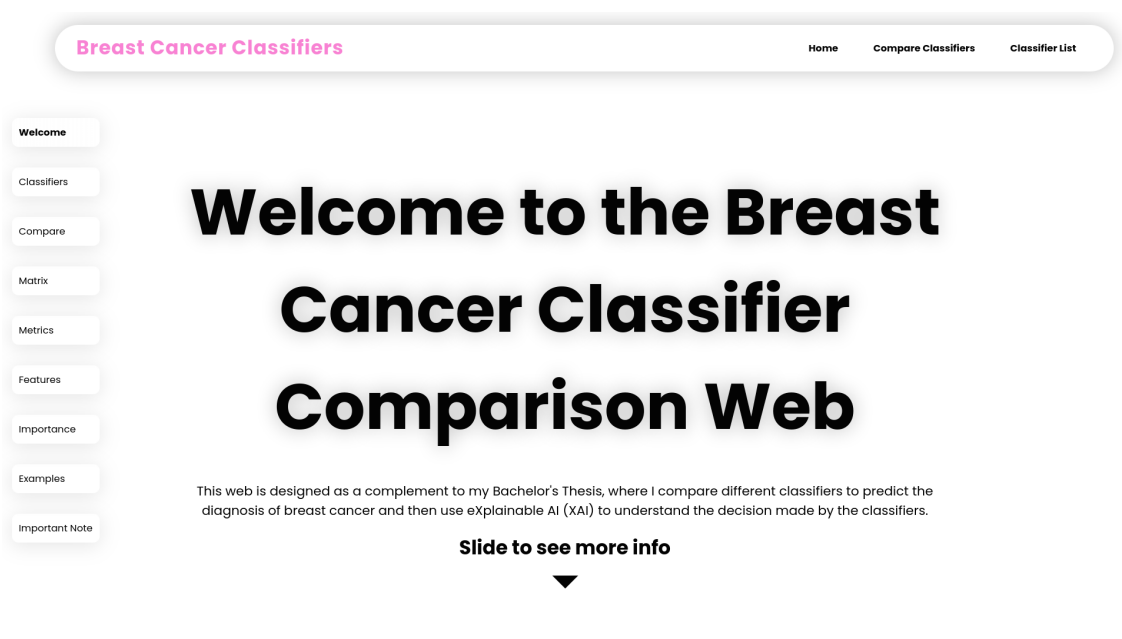 Breast Cancer Classifiers
Home
Compare Classifiers
Classifier List
Welcome
Classifiers
Compare
Matrix
Metrics
Features
Importance
Examples
Important Note
Welcome to the Breast
Cancer Classifier
Comparison Web
This web is designed as a complement to my Bachelor's Thesis, where I compare different classifiers to predict the
diagnosis of breast cancer and then use eXplainable AI (XAI) to understand the decision made by the classifiers.
Slide to see more info